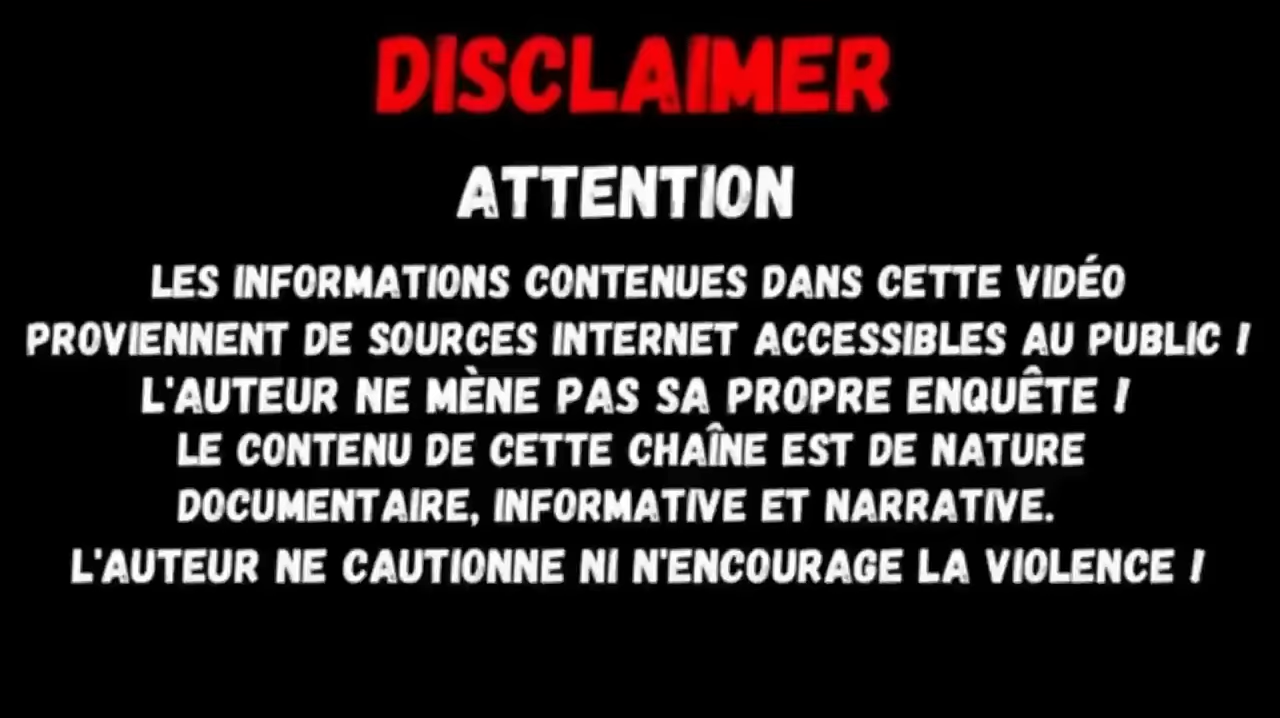 DISCLAIMER
ATTENTION
LES INFORMATIONS CONTENUES DANS CETTE VIDÉO
PROVIENNENT DE SOURCES INTERNET ACCESSIBLES AU PUBLIC !
L'AUTEUR NE MÈNE PAS SA PROPRE ENQUÊTE !
LE CONTENU DE CETTE CHAÎNE EST DE NATURE
DOCUMENTAIRE, INFORMATIVE ET NARRATIVE.
L'AUTEUR NE CAUTIONNE NI N'ENCOURAGE LA VIOLENCE !